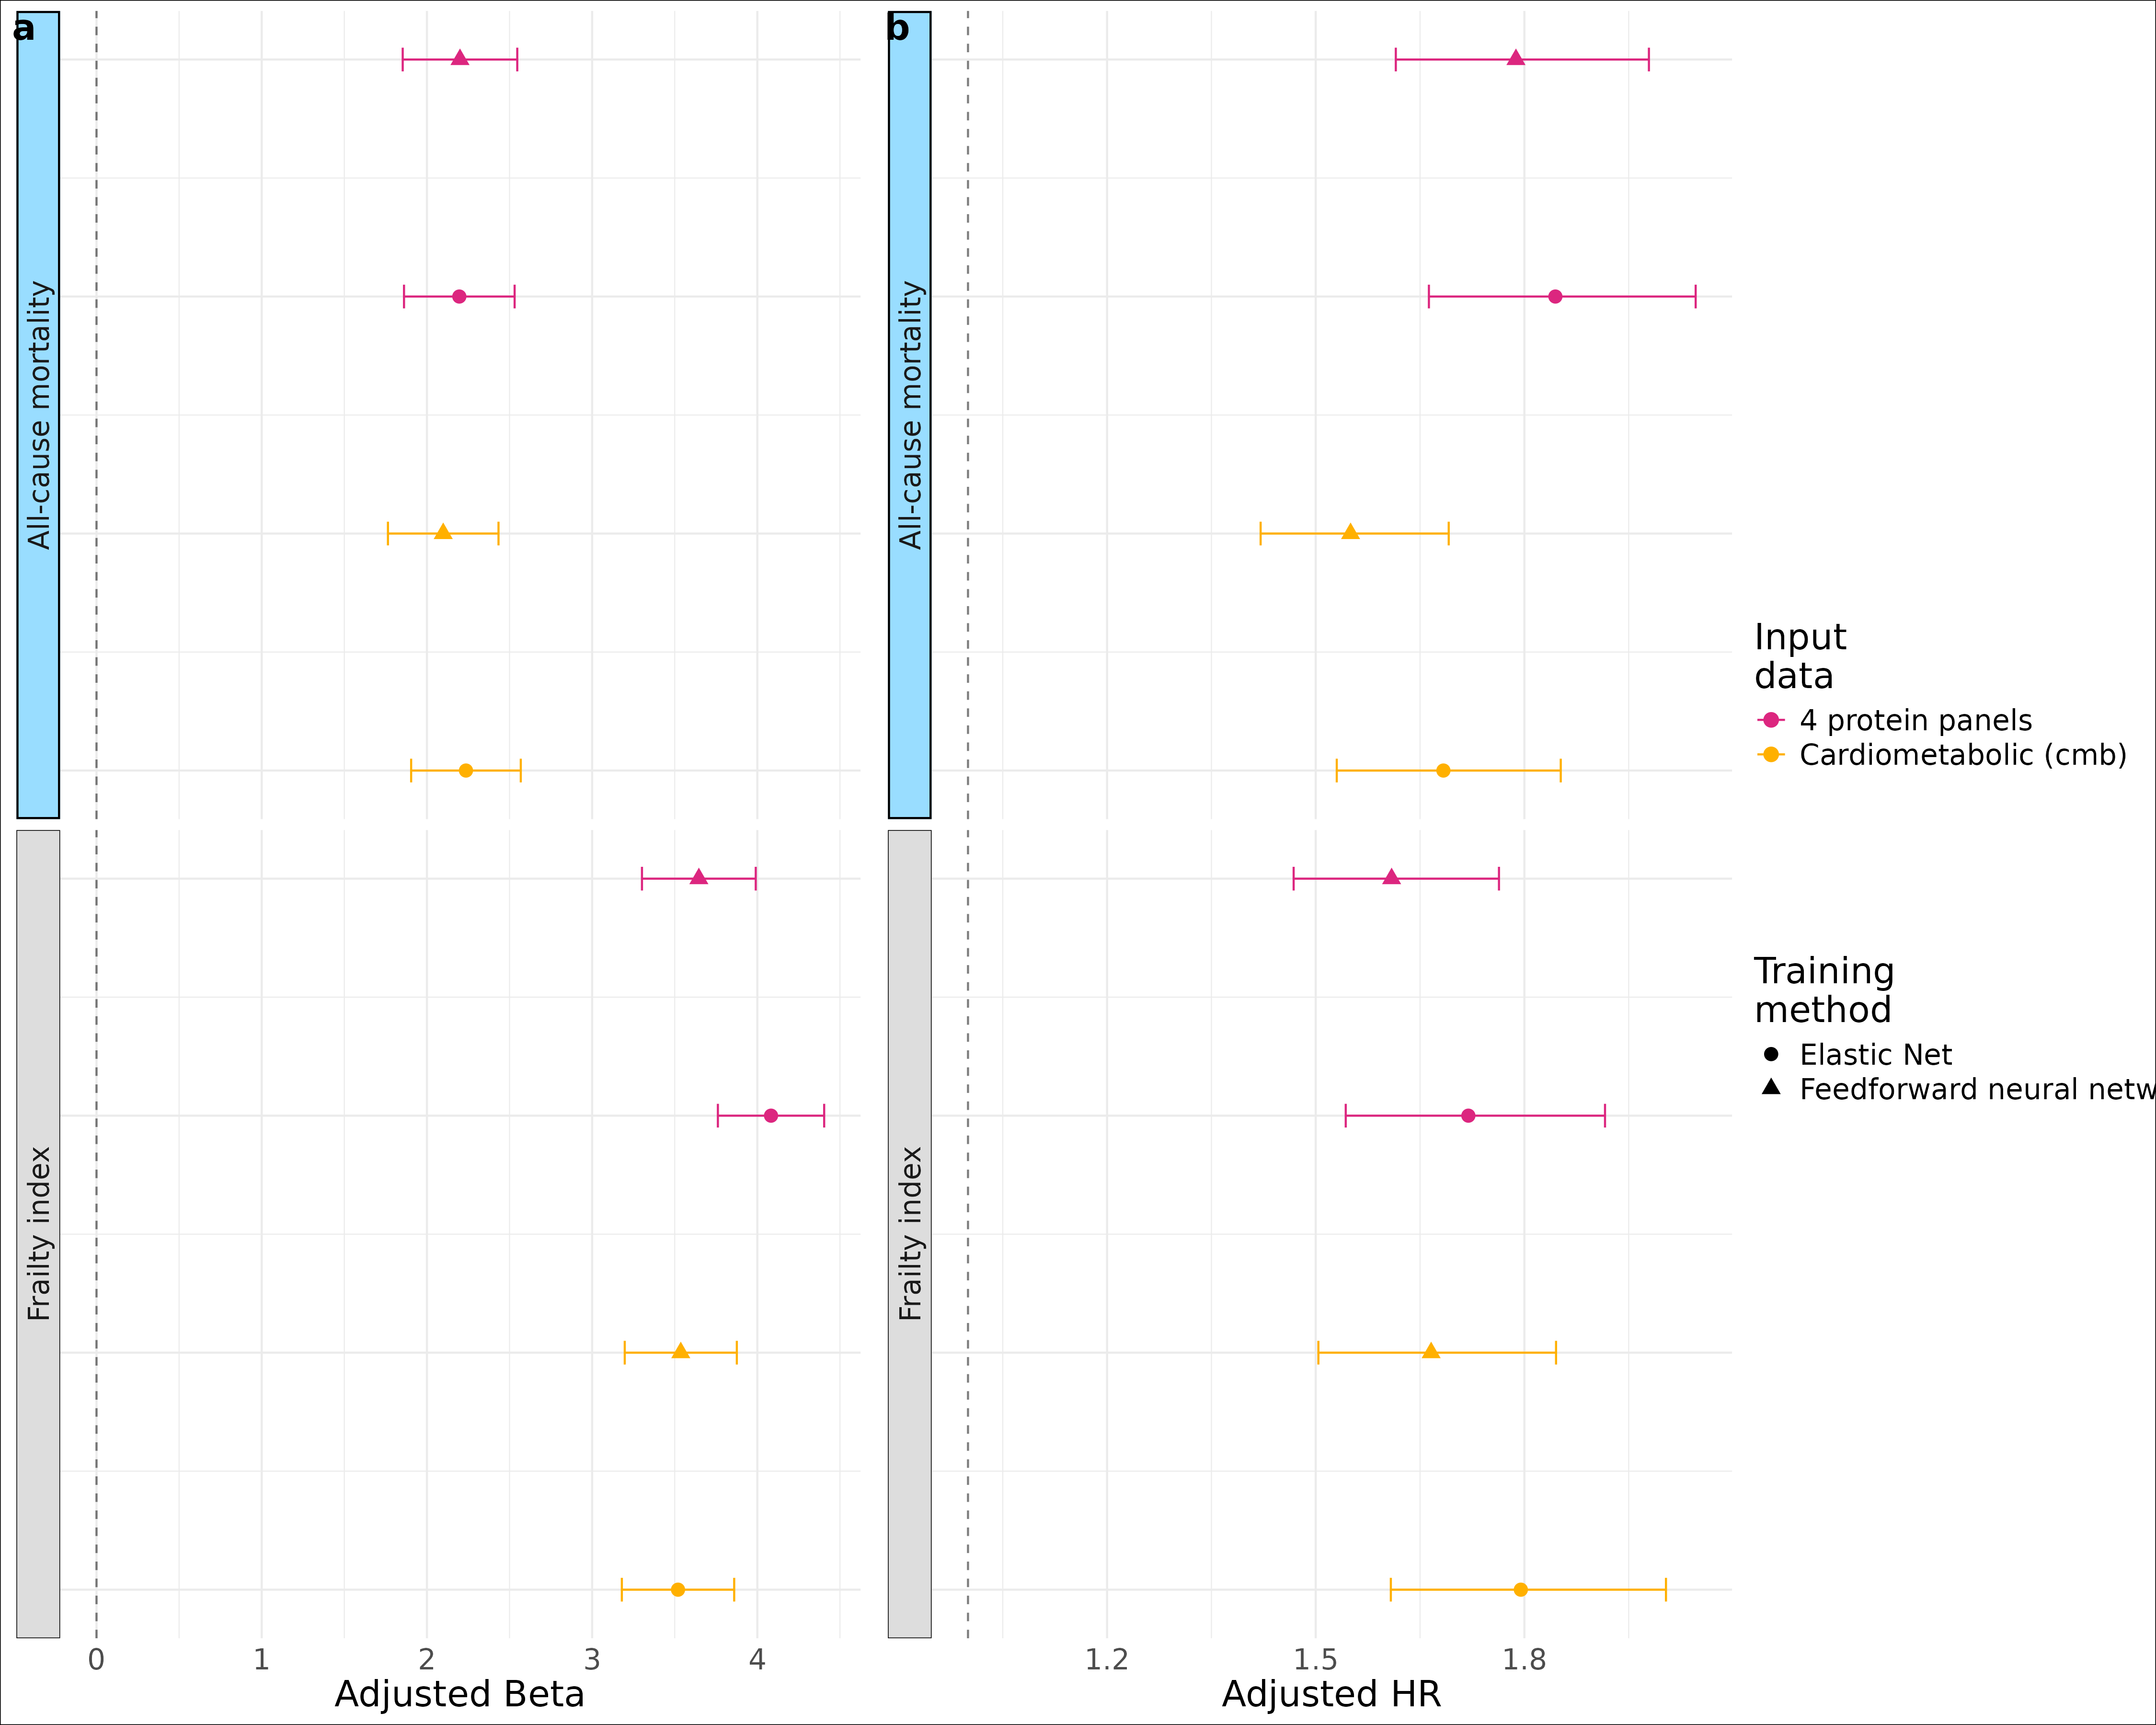 a
b
All-cause mortality
All-cause mortality
Frailty index
Frailty index
0
1
2
3
4
1.2
1.5
1.8
Adjusted Beta
Adjusted HR
Input
data
4 protein panels
Cardiometabolic (cmb)
Training
method
Elastic Net
Feedforward neural netw